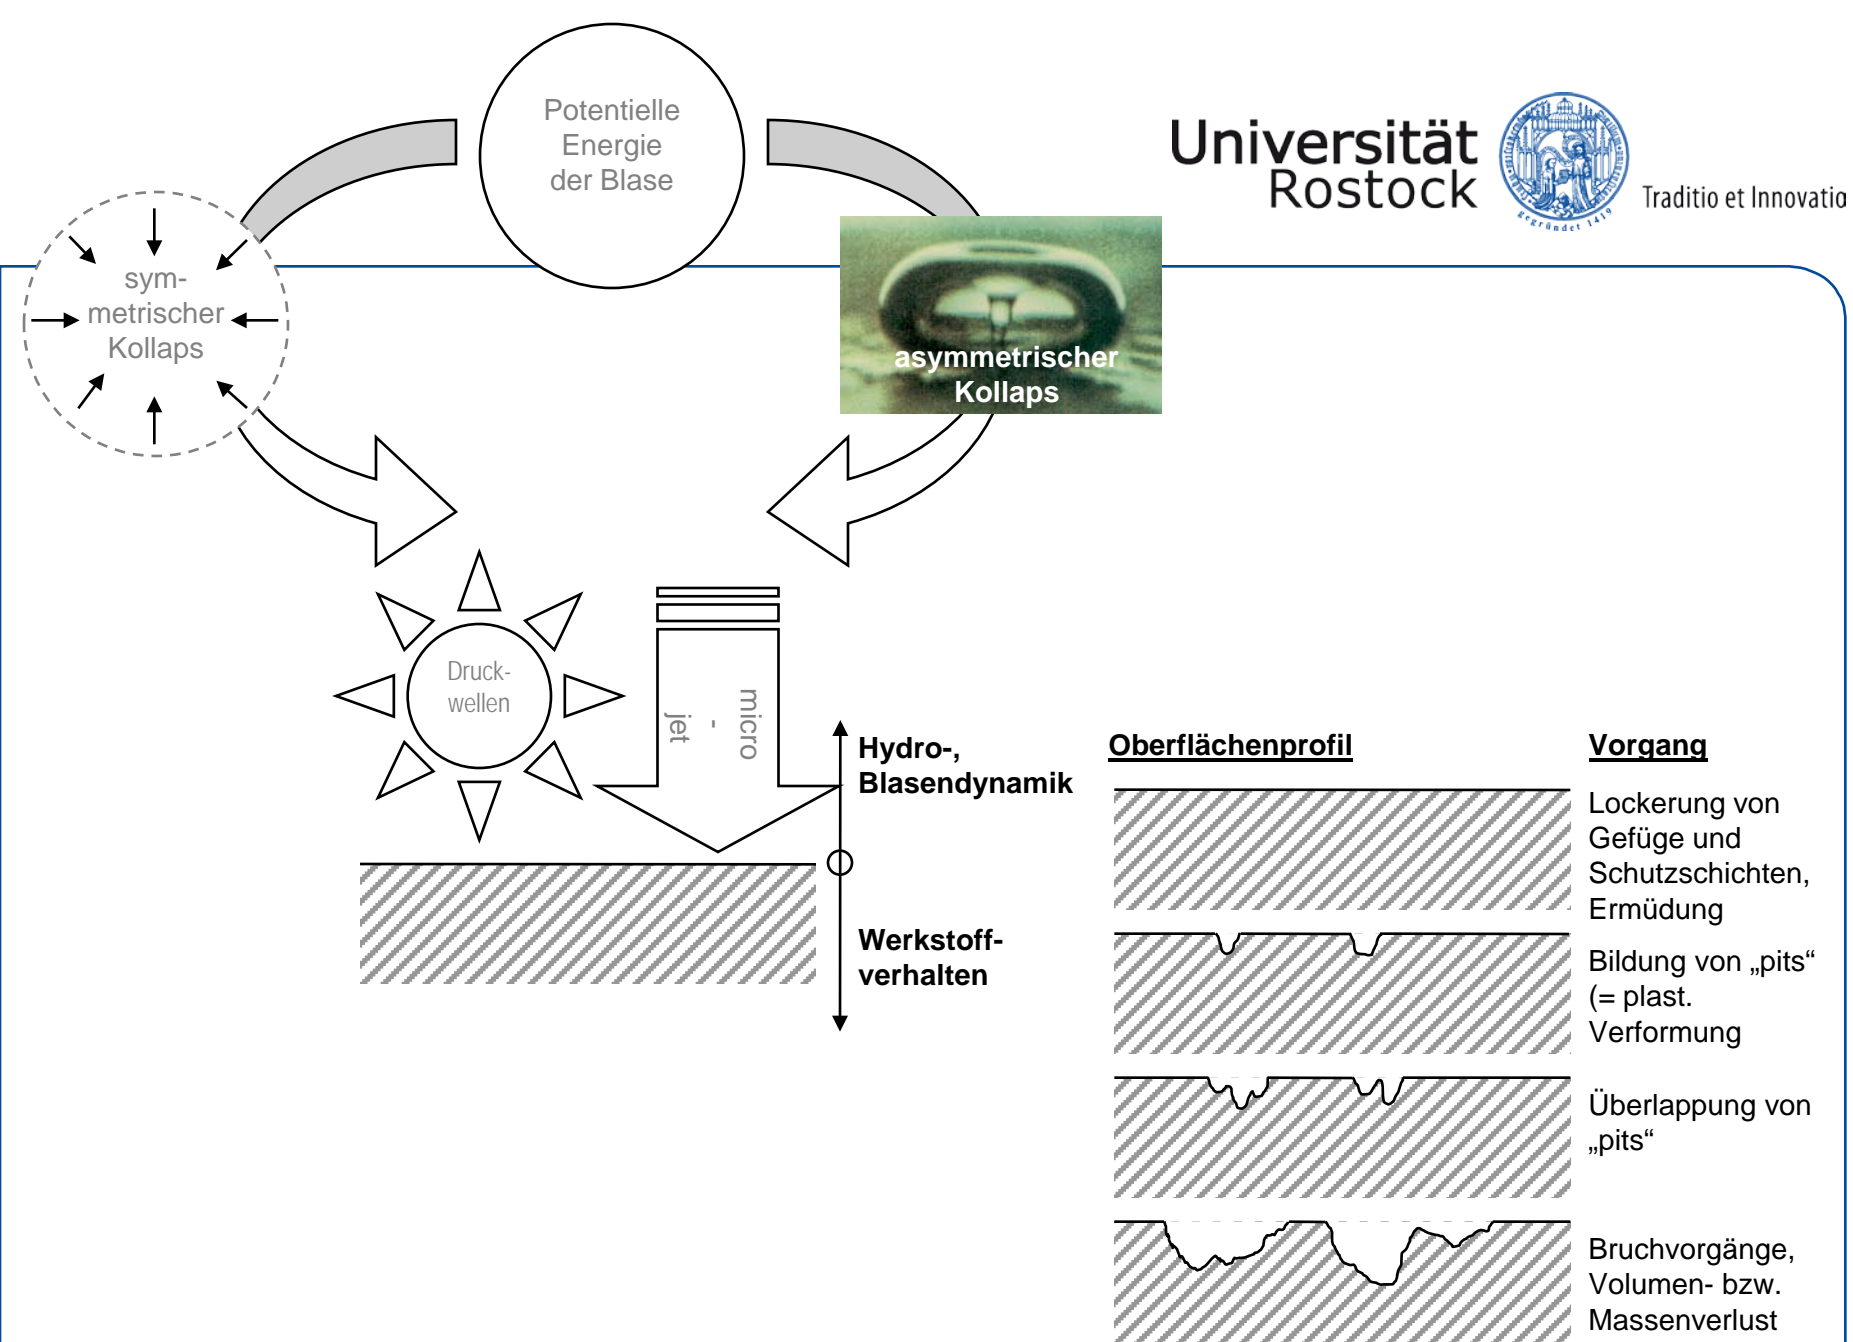 Potentielle
Energie
der Blase
Universität
Rostock
Traditio et Innovatio
gegründet 1419
sym-
metrischer
Kollaps
asymmetrischer
Kollaps
Druck-
wellen
micro
-
jet
Hydro-,
Blasendynamik
Werkstoff-
verhalten
Oberflächenprofil
Vorgang
Lockerung von
Gefüge und
Schutzschichten,
Ermüdung
Bildung von „pits“
(= plast.
Verformung
Überlappung von
„pits“
Bruchvorgänge,
Volumen- bzw.
Massenverlust